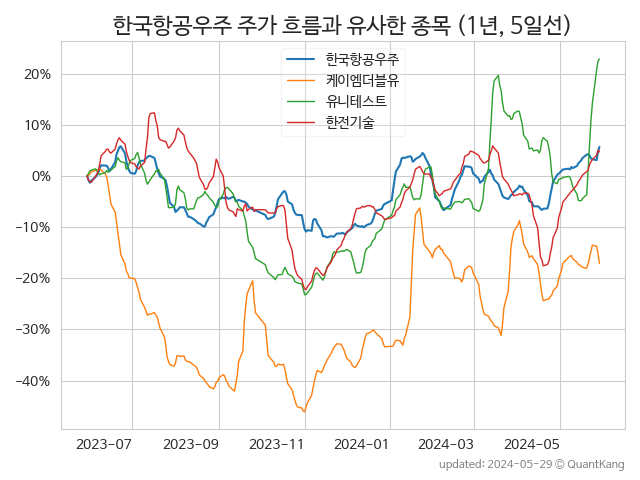 한국항공우주 주가 흐름과 유사한 종목 (1년, 5일선)
한국항공우주
케이엠더블유
유니테스트
한전기술
20%
10%
0%
−10%
−20%
−30%
−40%
2023-07 2023-09 2023-11 2024-01 2024-03 2024-05
updated: 2024-05-29 © QuantKang